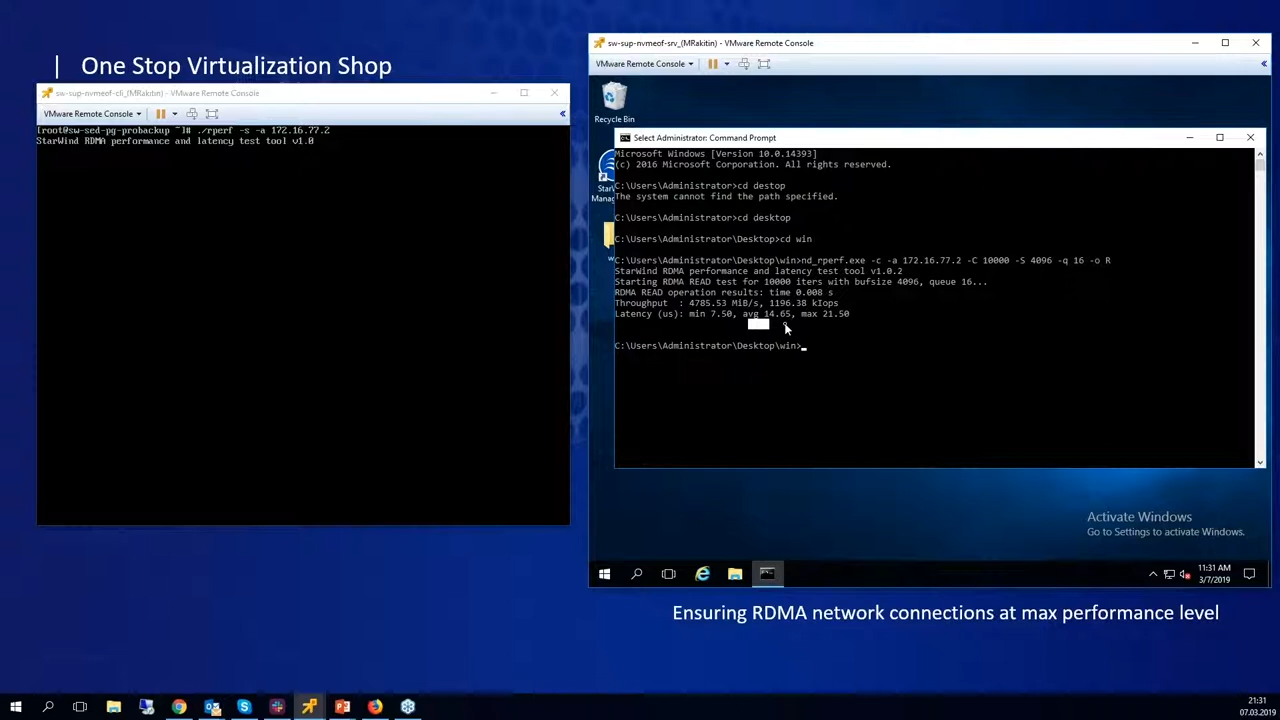 | One Stop Virtualization Shop
sw-sup-nvmeof-cli_(MRakitin) - VMware Remote Console
VMware Remote Console
[root@sw-sed-pg-probackup ~]# ./rperf -s -a 172.16.77.2
StarWind RDMA performance and latency test tool v1.0
sw-sup-nvmeof-srv_(MRakitin) - VMware Remote Console
VMware Remote Console
Recycle Bin
StarW
Manag
w
Select Administrator: Command Prompt
Microsoft Windows [Version 10.0.14393]
(c) 2016 Microsoft Corporation. All rights reserved.
C:\Users\Administrator>cd destop
The system cannot find the path specified.
C:\Users\Administrator>cd desktop
C:\Users\Administrator\Desktop>cd win
C:\Users\Administrator\Desktop\win>nd_rperf.exe -c -a 172.16.77.2 -C 10000 -S 4096 -q 16 -o R
StarWind RDMA performance and latency test tool v1.0.2
Starting RDMA READ test for 10000 iters with bufsize 4096, queue 16...
RDMA READ operation results: time 0.008 s
Throughput : 4785.53 MiB/s, 1196.38 kIops
Latency (us): min 7.50, avg 14.65, max 21.50
C:\Users\Administrator\Desktop\win>
Activate Windows
Go to Settings to activate Windows.
11:31 AM
3/7/2019
Ensuring RDMA network connections at max performance level
21:31
07.03.2019